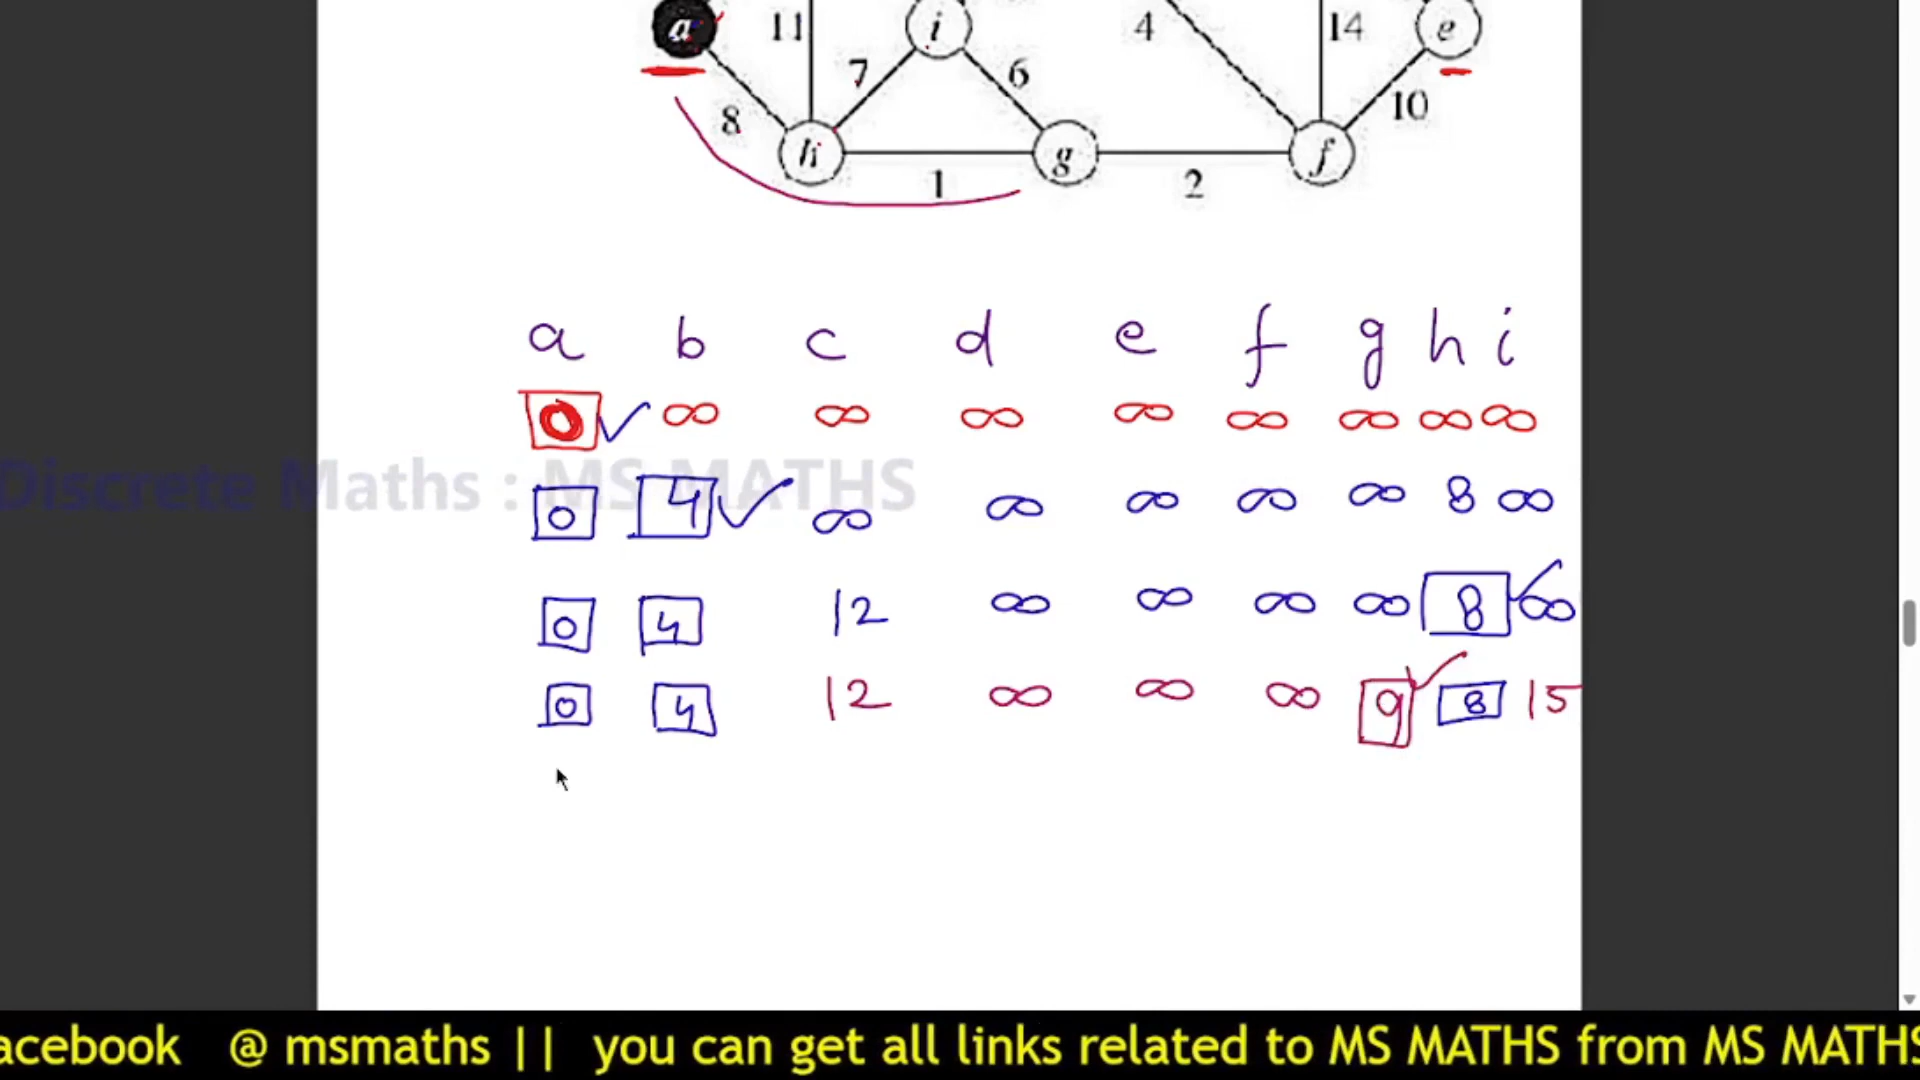 a 11 i 4 14 e
7 6
8 10
h g f
1 2
a b c d e f g h i
0 ✓ ∞ ∞ ∞ ∞ ∞ ∞ ∞ ∞
Discrete Maths : MS MATHS
0 4 ✓ ∞ ∞ ∞ ∞ ∞ 8 ∞
0 4 12 ∞ ∞ ∞ ∞ 8 ✓ ∞
0 4 12 ∞ ∞ ∞ 9 ✓ 8 15
acebook @ msmaths || you can get all links related to MS MATHS from MS MATHS